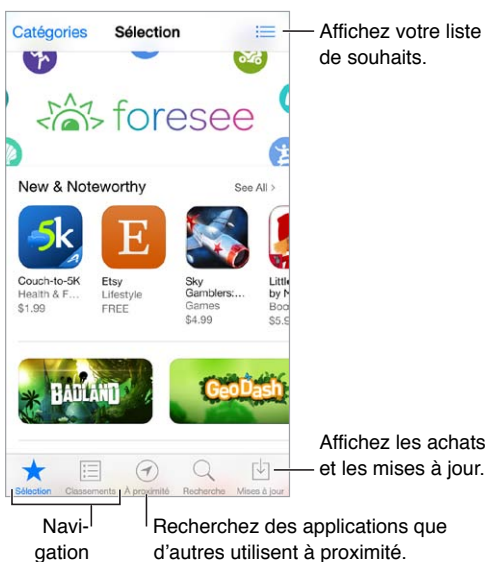 Catégories Sélection
Affichez votre liste
de souhaits.
foresee
New & Noteworthy See All >
5k
E
Couch-to-5K Etsy Sky
Gamblers:...
Health & F... Lifestyle Games
$1.99 FREE $4.99
BADLAND GeoDash
Affichez les achats
et les mises à jour.
Sélection Classements À proximité Recherche Mises à jour
Navi-
gation
Recherchez des applications que
d'autres utilisent à proximité.